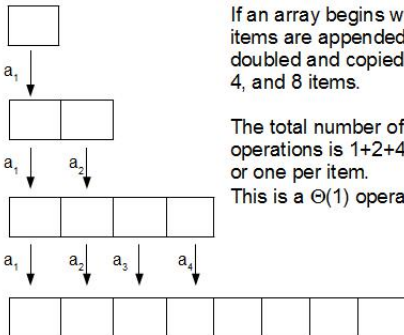 If an array begins w
items are appended
doubled and copied
4, and 8 items.
The total number of
operations is 1+2+4
or one per item.
This is a Θ(1) opera
a₁
a₁ a₂
a₁ a₂ a₃ a₄